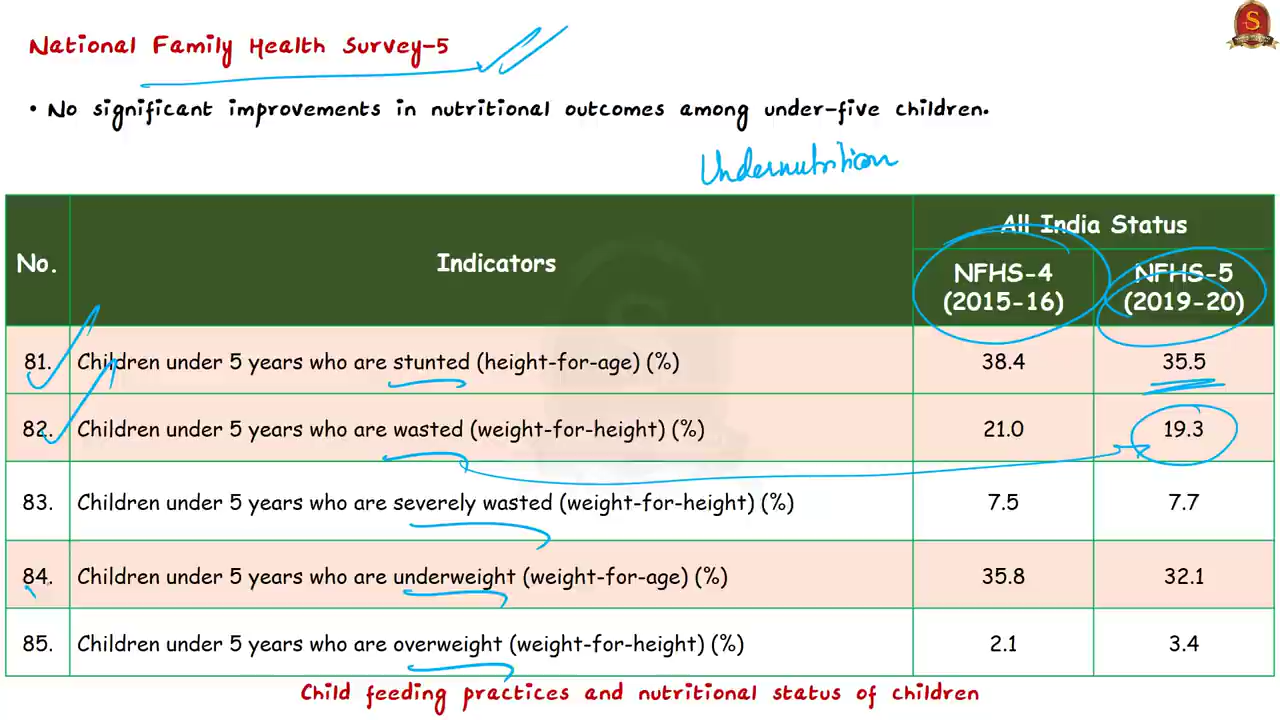 National Family Health Survey-5
• No significant improvements in nutritional outcomes among under-five children.
Undernutrition
No.
Indicators
All India Status
NFHS-4
(2015-16)
NFHS-5
(2019-20)
81. Children under 5 years who are stunted (height-for-age) (%) 38.4 35.5
82. Children under 5 years who are wasted (weight-for-height) (%) 21.0 19.3
83. Children under 5 years who are severely wasted (weight-for-height) (%) 7.5 7.7
84. Children under 5 years who are underweight (weight-for-age) (%) 35.8 32.1
85. Children under 5 years who are overweight (weight-for-height) (%) 2.1 3.4
Child feeding practices and nutritional status of children